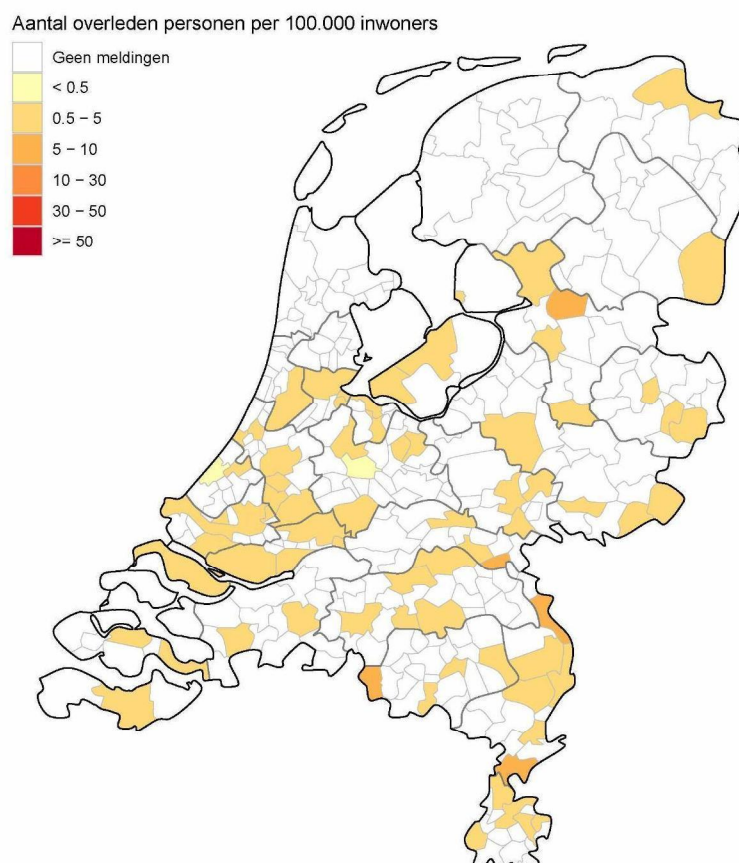 Aantal overleden personen per 100.000 inwoners
Geen meldingen
< 0.5
0.5 – 5
5 – 10
10 – 30
30 – 50
>= 50